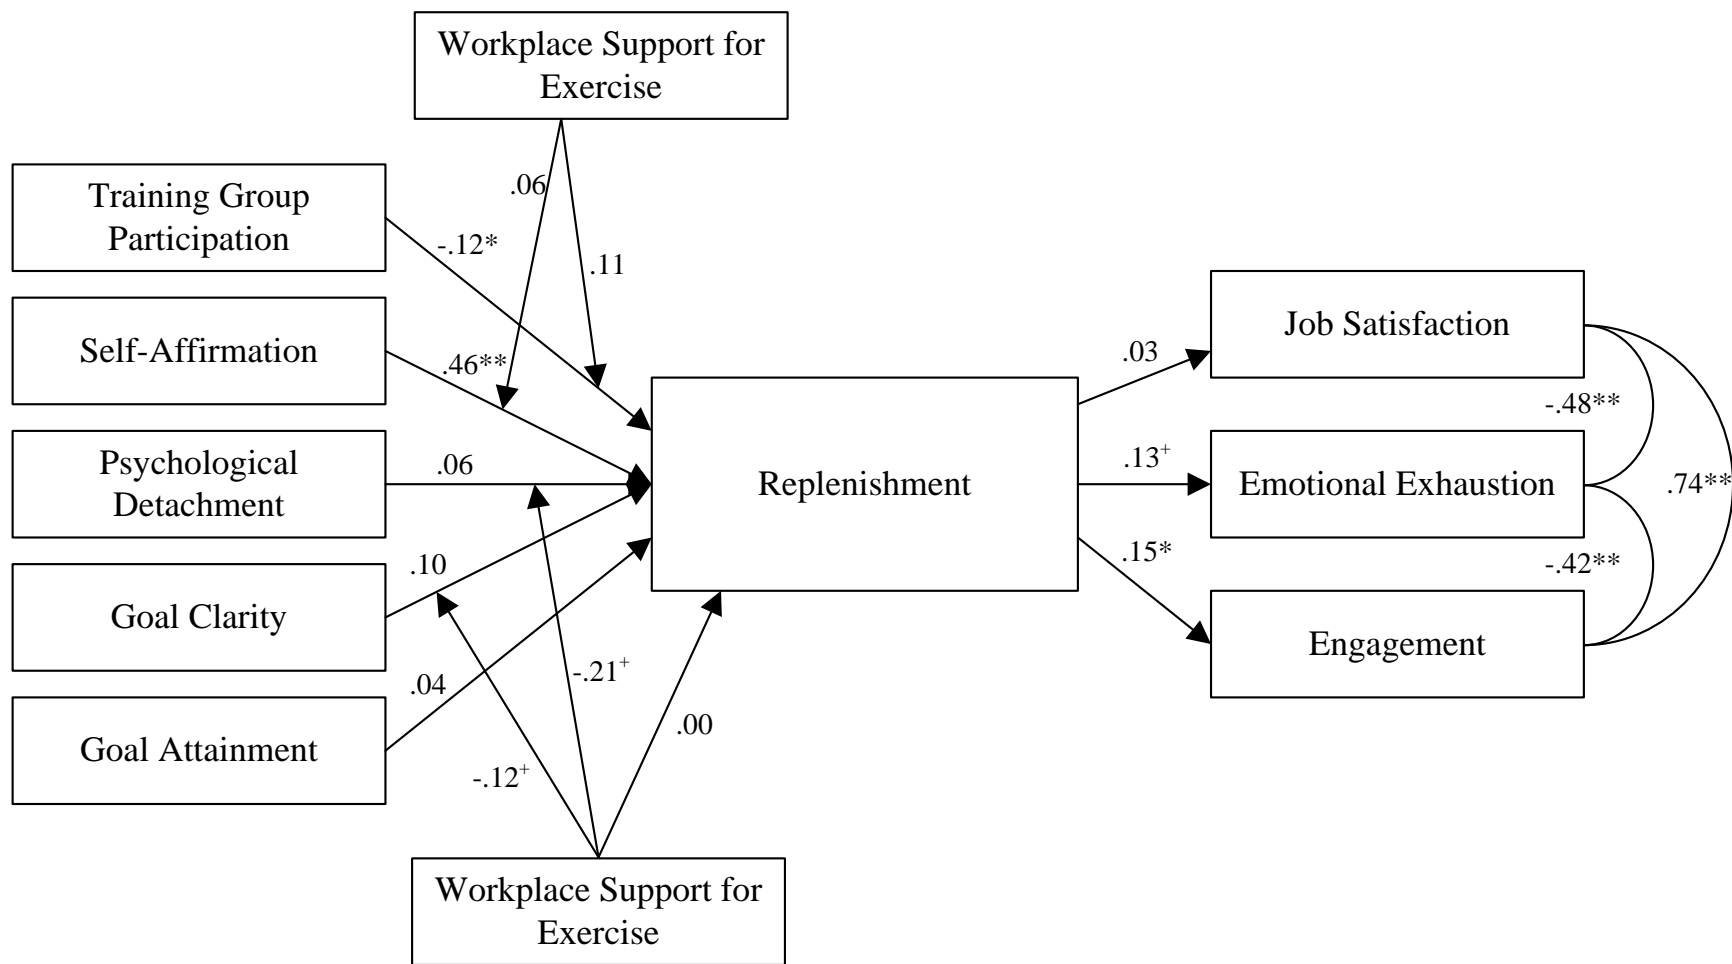 Workplace Support for
Exercise
Training Group
Participation
Self-Affirmation
Psychological
Detachment
Goal Clarity
Goal Attainment
.06
-.12*
.11
.46**
.06
.10
.04
-.21+
-.12+
.00
Workplace Support for
Exercise
Replenishment
.03
.13+
.15*
Job Satisfaction
Emotional Exhaustion
Engagement
-.48**
.74**
-.42**